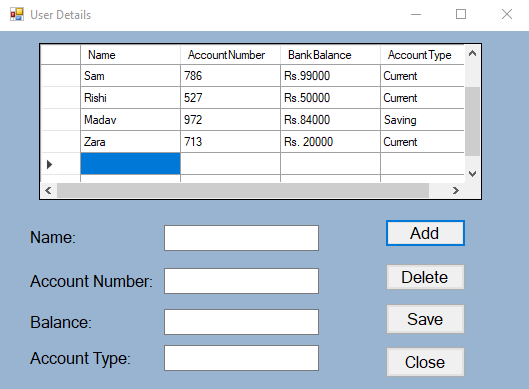 User Details
Name AccountNumber BankBalance AccountType
Sam 786 Rs.99000 Current
Rishi 527 Rs.50000 Current
Madav 972 Rs.84000 Saving
Zara 713 Rs. 20000 Current
Name: Add
Account Number: Delete
Balance: Save
Account Type: Close